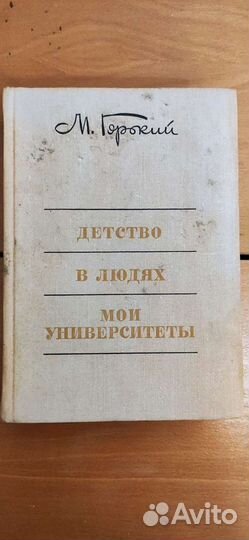 М. Горький
ДЕТСТВО
В ЛЮДЯХ
МОИ
УНИВЕРСИТЕТЫ
Avito